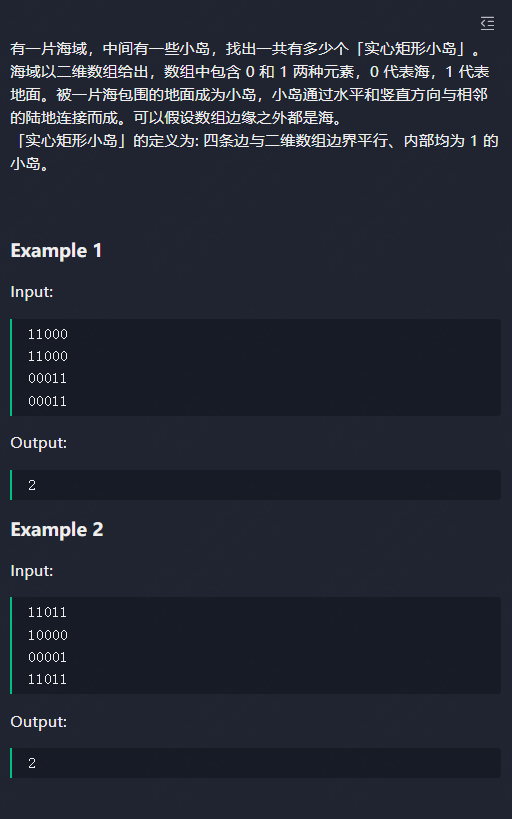 有一片海域，中间有一些小岛，找出一共有多少个「实心矩形小岛」。
海域以二维数组给出，数组中包含 0 和 1 两种元素，0 代表海，1 代表
地面。被一片海包围的地面成为小岛，小岛通过水平和竖直方向与相邻
的陆地连接而成。可以假设数组边缘之外都是海。
「实心矩形小岛」的定义为: 四条边与二维数组边界平行、内部均为 1 的
小岛。
Example 1
Input:
11000
11000
00011
00011
Output:
2
Example 2
Input:
11011
10000
00001
11011
Output:
2